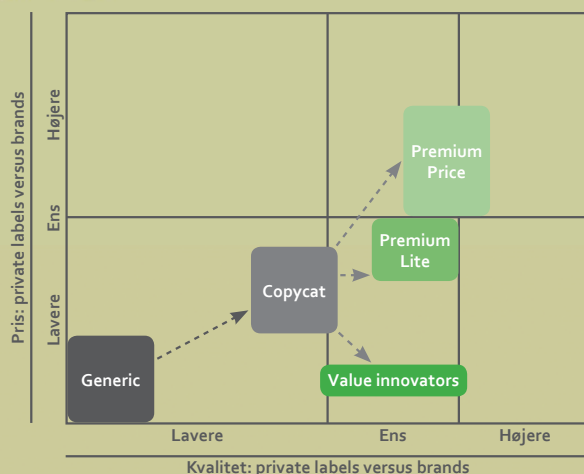 Pris: private labels versus brands
Højere
Ens
Lavere
Premium
Price
Premium
Lite
Copycat
Generic
Value innovators
Lavere
Ens
Højere
Kvalitet: private labels versus brands